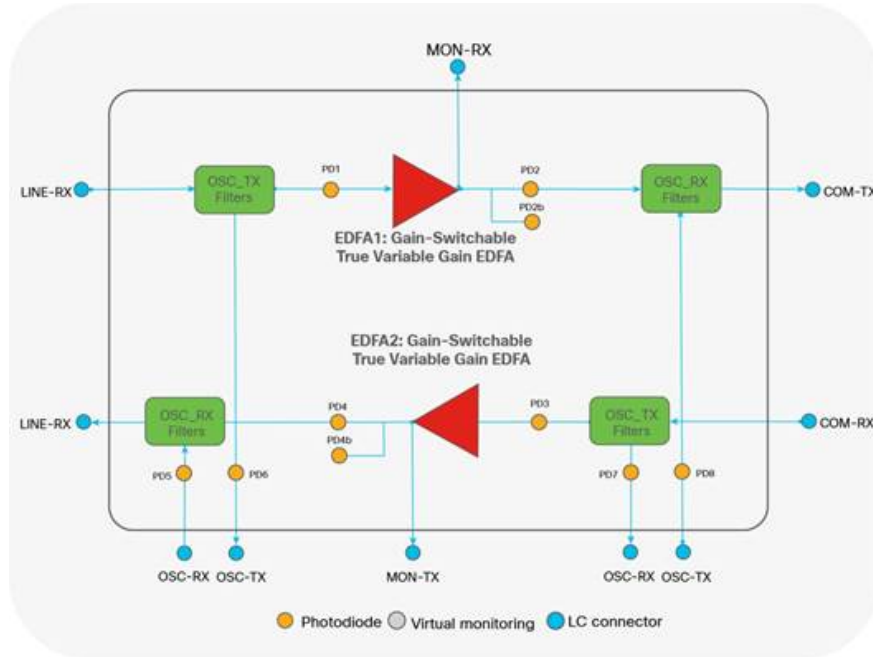 MON-RX
LINE-RX
OSC_TX
Filters
PD1
PD2
PD2b
OSC_RX
Filters
COM-TX
EDFA1: Gain-Switchable
True Variable Gain EDFA
EDFA2: Gain-Switchable
True Variable Gain EDFA
LINE-RX
OSC_RX
Filters
PD4
PD4b
PD3
OSC_TX
Filters
COM-RX
PD5
PD6
PD7
PD8
OSC-RX
OSC-TX
MON-TX
OSC-RX
OSC-TX
Photodiode
Virtual monitoring
LC connector